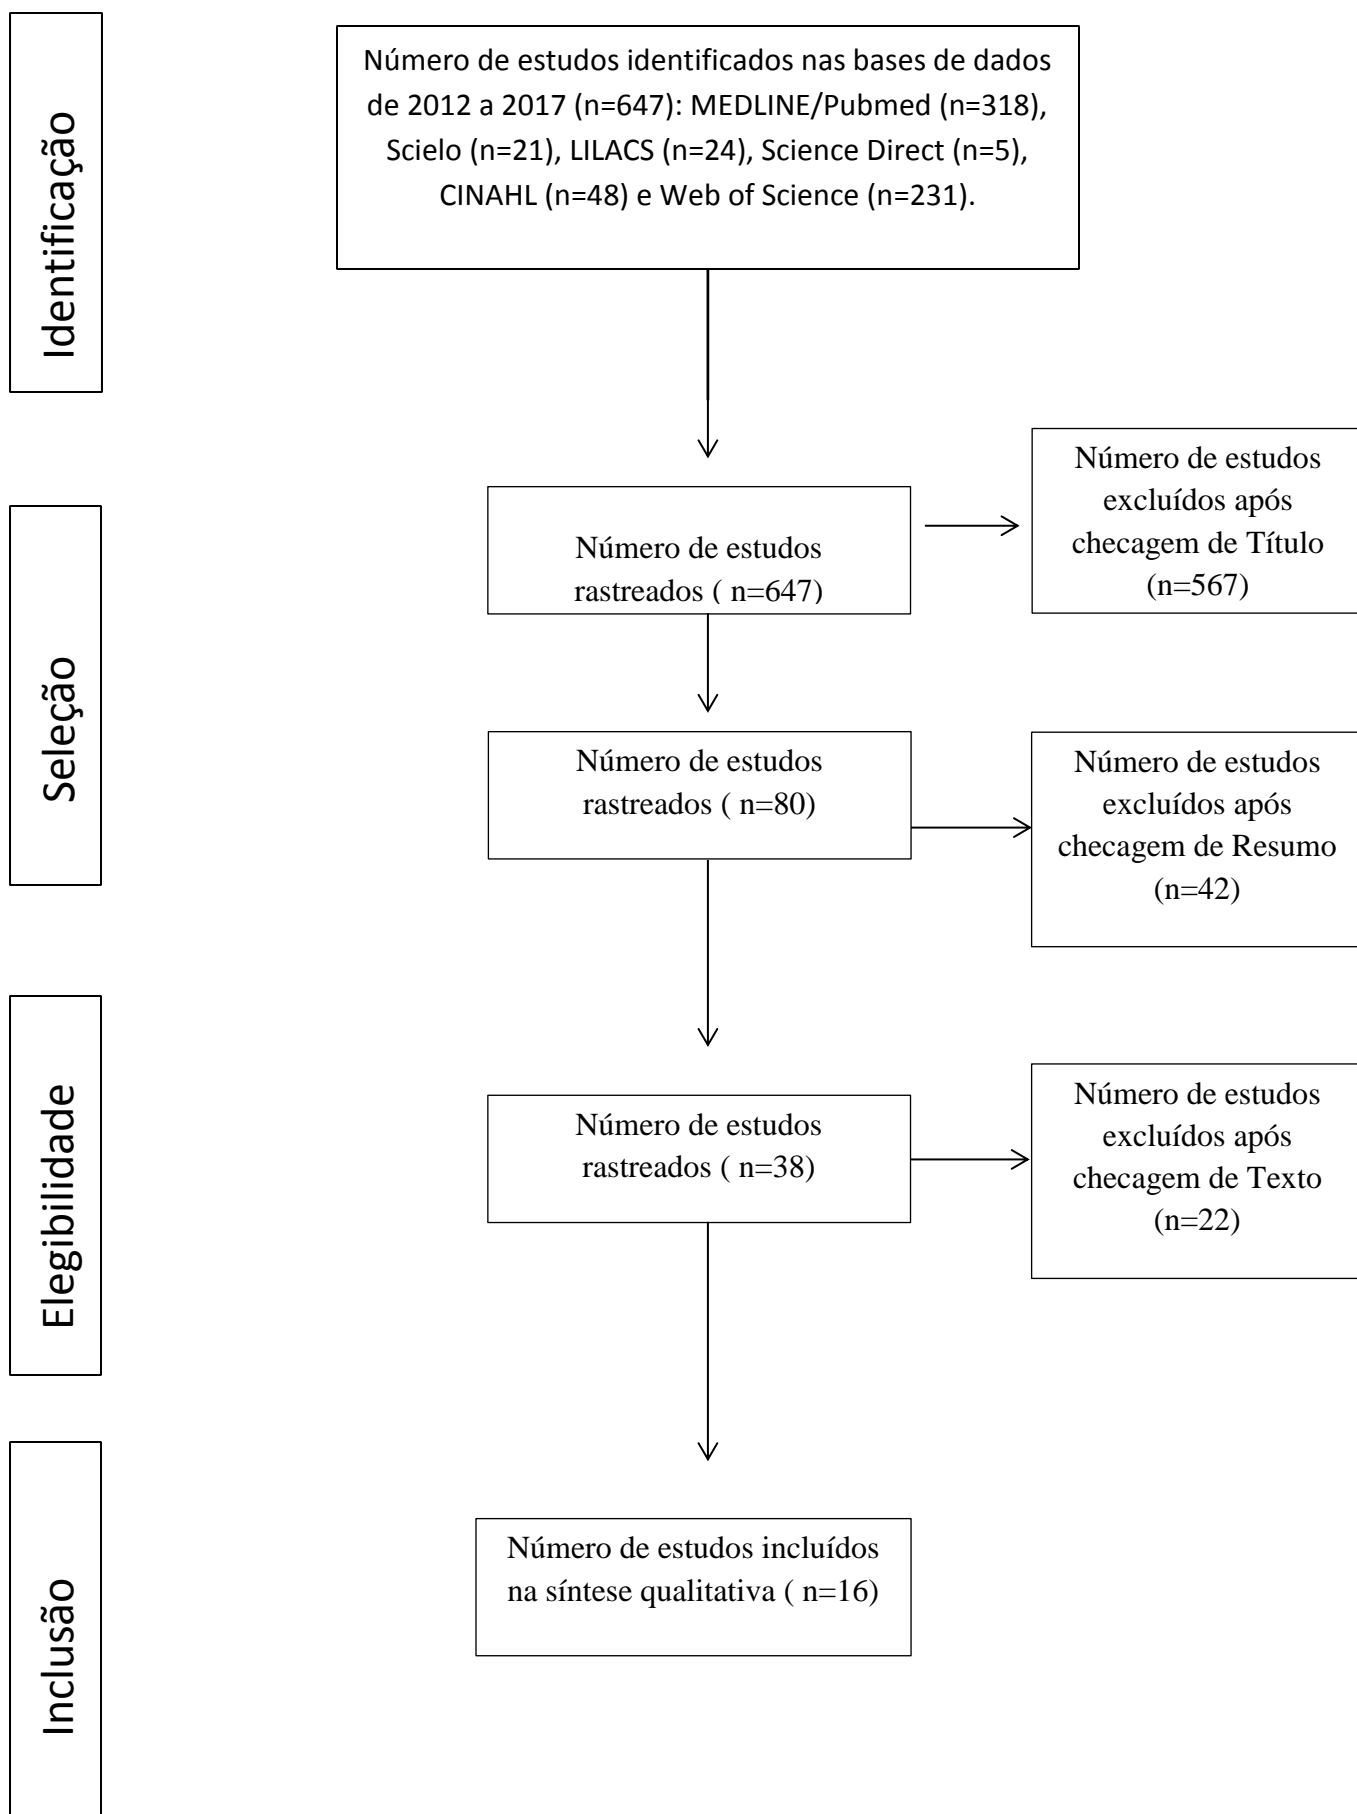 Identificação
Número de estudos identificados nas bases de dados
de 2012 a 2017 (n=647): MEDLINE/Pubmed (n=318),
Scielo (n=21), LILACS (n=24), Science Direct (n=5),
CINAHL (n=48) e Web of Science (n=231).
Seleção
Número de estudos
rastreados ( n=647)
Número de estudos
excluídos após
checagem de Título
(n=567)
Número de estudos
rastreados ( n=80)
Número de estudos
excluídos após
checagem de Resumo
(n=42)
Elegibilidade
Número de estudos
rastreados ( n=38)
Número de estudos
excluídos após
checagem de Texto
(n=22)
Inclusão
Número de estudos incluídos
na síntese qualitativa ( n=16)